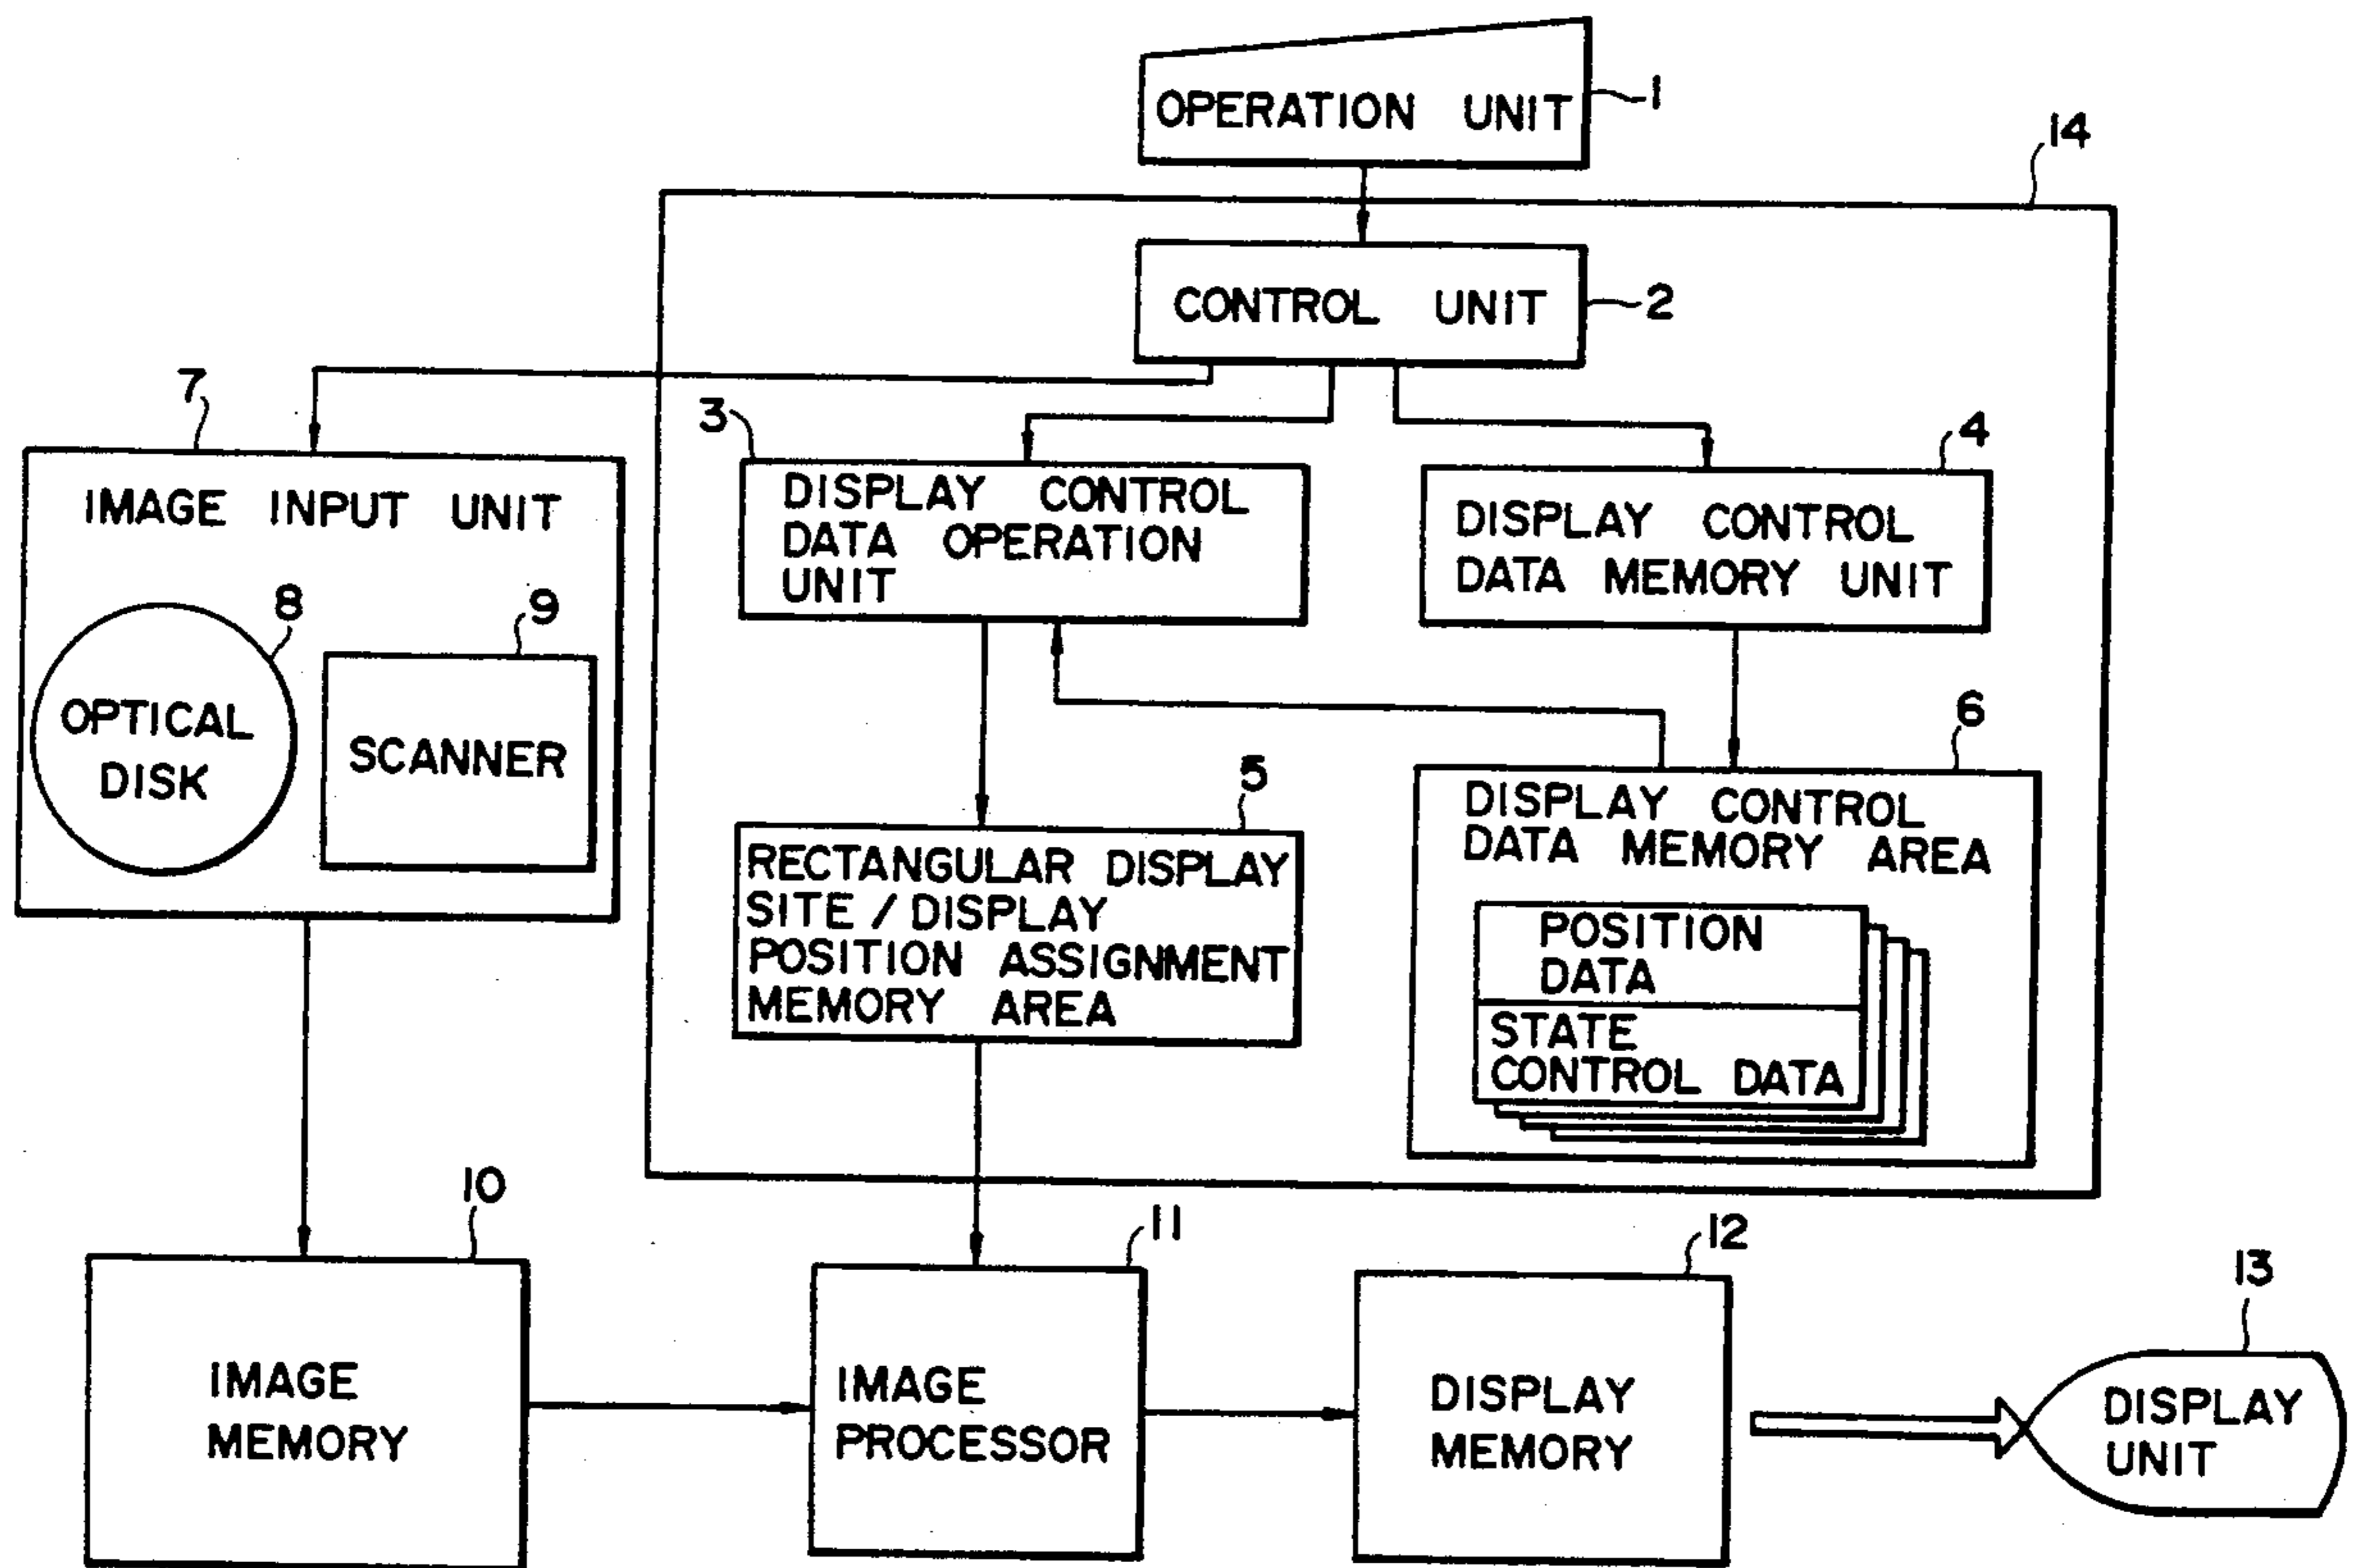 OPERATION UNIT
1
14
CONTROL UNIT
2
7
3
4
IMAGE INPUT UNIT
DISPLAY CONTROL
DATA OPERATION
UNIT
DISPLAY CONTROL
DATA MEMORY UNIT
8
9
OPTICAL
DISK
SCANNER
5
6
RECTANGULAR DISPLAY
SITE / DISPLAY
POSITION ASSIGNMENT
MEMORY AREA
DISPLAY CONTROL
DATA MEMORY AREA
POSITION
DATA
STATE
CONTROL DATA
10
11
12
13
IMAGE
MEMORY
IMAGE
PROCESSOR
DISPLAY
MEMORY
DISPLAY
UNIT